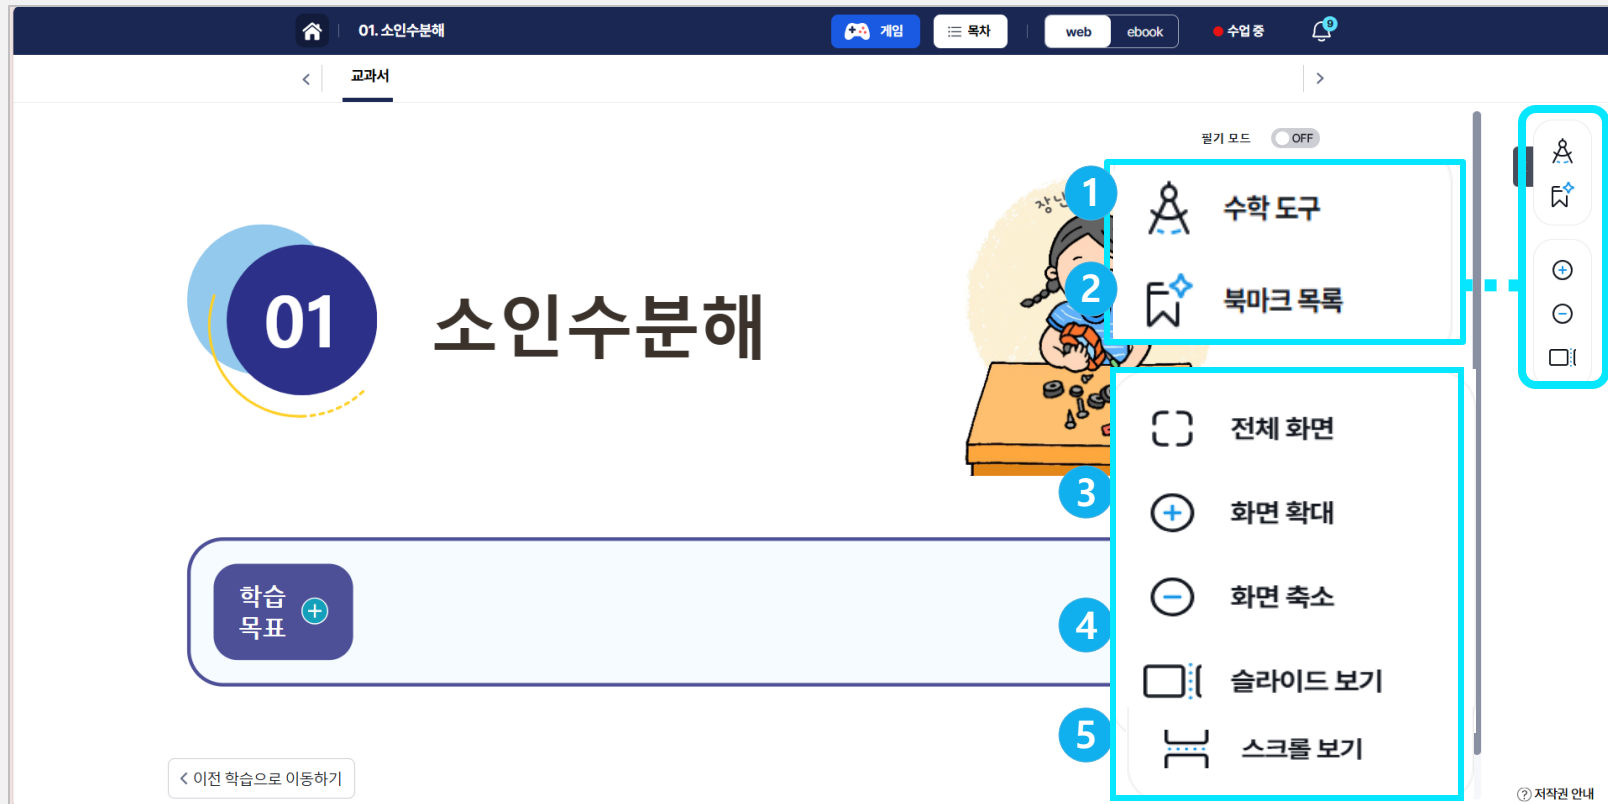 01. 소인수분해
게임
목차
web
ebook
수업 중
9
교과서
필기 모드
OFF
장난
1
수학 도구
2
북마크 목록
01
소인수분해
전체 화면
3
화면 확대
화면 축소
4
학습
목표
슬라이드 보기
5
스크롤 보기
이전 학습으로 이동하기
? 저작권 안내